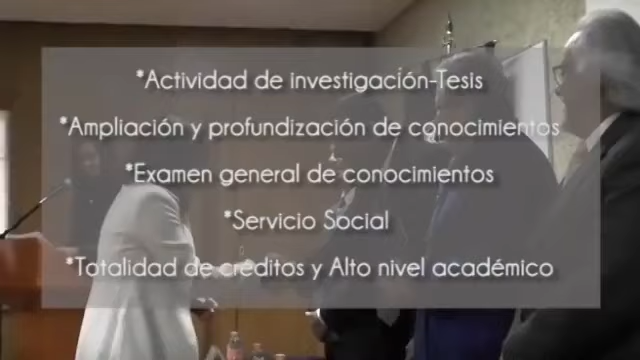 *Actividad de investigación-Tesis
*Ampliación y profundización de conocimientos
*Examen general de conocimientos
*Servicio Social
*Totalidad de créditos y Alto nivel académico